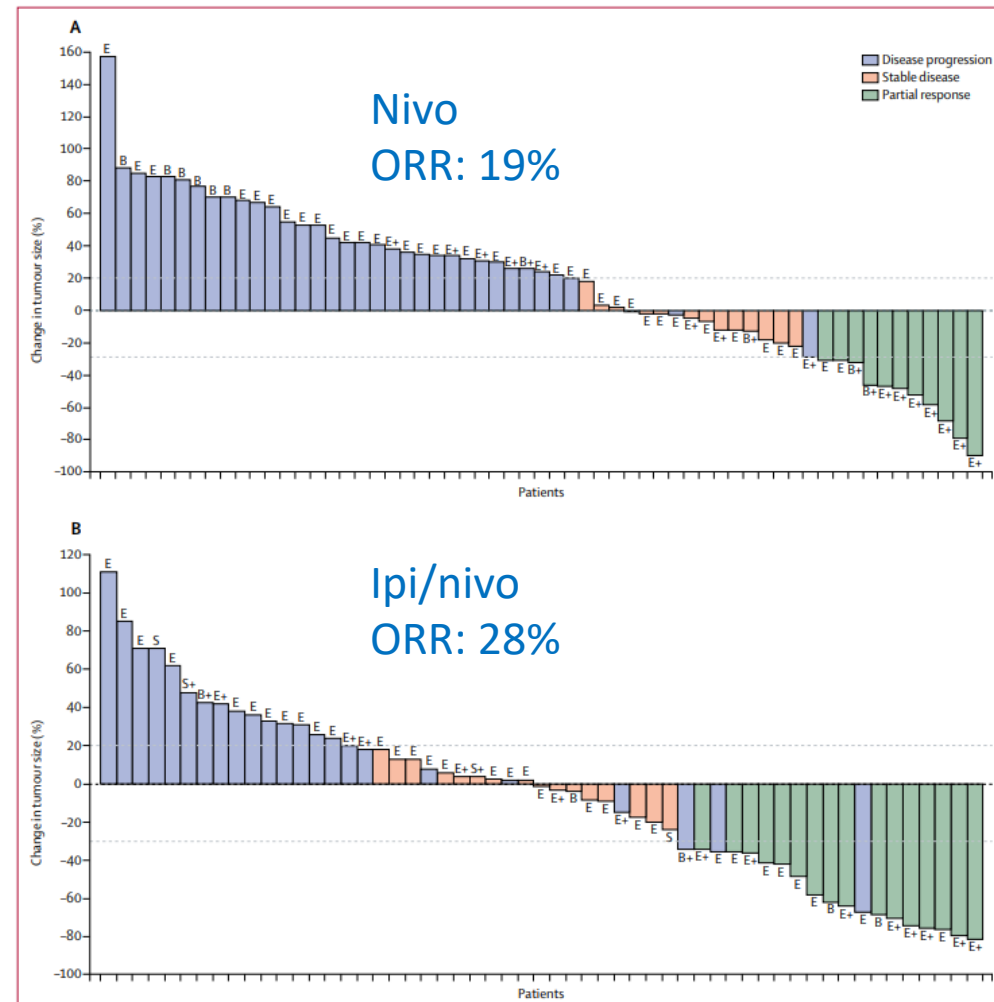 A
160
140
120
100
80
60
40
20
0
−20
−40
−60
−80
−100
Change in tumour size (%)
Disease progression
Stable disease
Partial response
Nivo
ORR: 19%
E B E E B B B B B E E E E E E E E E E E+ E E E E+ E E+ E E+ B+ E+ E E E E E E
E E E E+ E E+ E B+ E E E E+ E E B+ B+ E+ E+ E+ E+ E+ E+ E+
Patients
B
120
100
80
60
40
20
0
−20
−40
−60
−80
−100
Change in tumour size (%)
Ipi/nivo
ORR: 28%
E E E S E S+ B+ E+ E E E E E E E E+ E+ E E E E E E+ S+ E E E
E E+ B E E E+ E E S B+ E+ E E E+ E E E E B E+ E B E+ E+ E+ E E+ E+
Patients